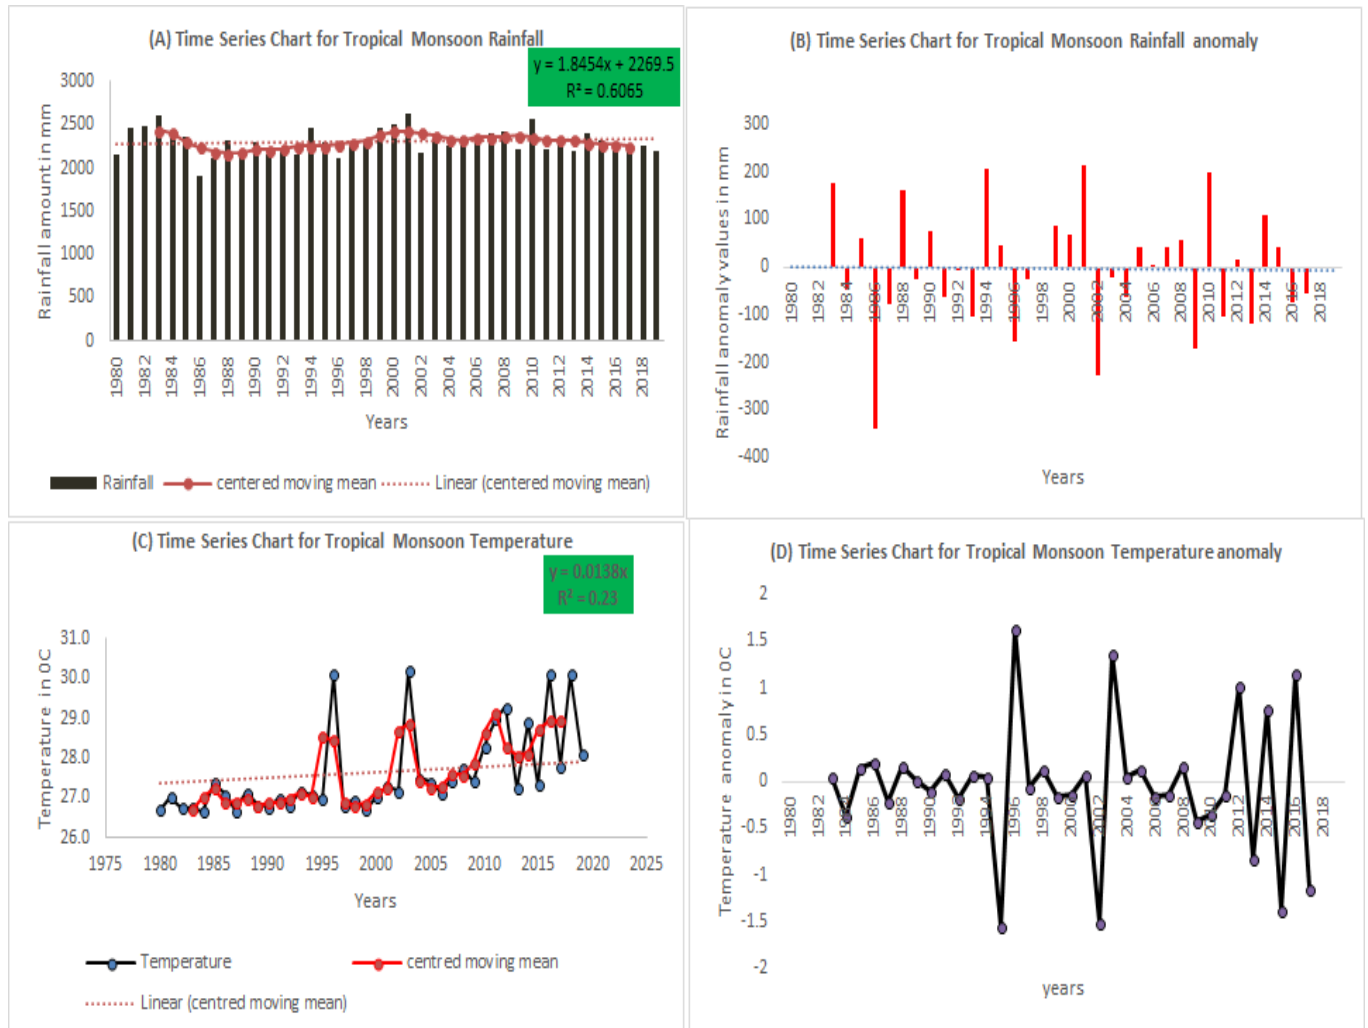 (A) Time Series Chart for Tropical Monsoon Rainfall
y = 1.8454x + 2269.5
R² = 0.6065
Rainfall amount in mm
3000
2500
2000
1500
1000
500
0
1980 1982 1984 1986 1988 1990 1992 1994 1996 1998 2000 2002 2004 2006 2008 2010 2012 2014 2016 2018
Years
Rainfall centered moving mean Linear (centered moving mean)
(B) Time Series Chart for Tropical Monsoon Rainfall anomaly
Rainfall anomaly values in mm
300
200
100
0
-100
-200
-300
-400
1980 1982 1984 1986 1988 1990 1992 1994 1996 1998 2000 2002 2004 2006 2008 2010 2012 2014 2016 2018
Years
(C) Time Series Chart for Tropical Monsoon Temperature
y = 0.0138x
R² = 0.23
Temperature in 0C
31.0
30.0
29.0
28.0
27.0
26.0
1975 1980 1985 1990 1995 2000 2005 2010 2015 2020 2025
Years
Temperature centred moving mean
Linear (centred moving mean)
(D) Time Series Chart for Tropical Monsoon Temperature anomaly
Temperature anomaly in 0C
2
1.5
1
0.5
0
-0.5
-1
-1.5
-2
1980 1982 1984 1986 1988 1990 1992 1994 1996 1998 2000 2002 2004 2006 2008 2010 2012 2014 2016 2018
years